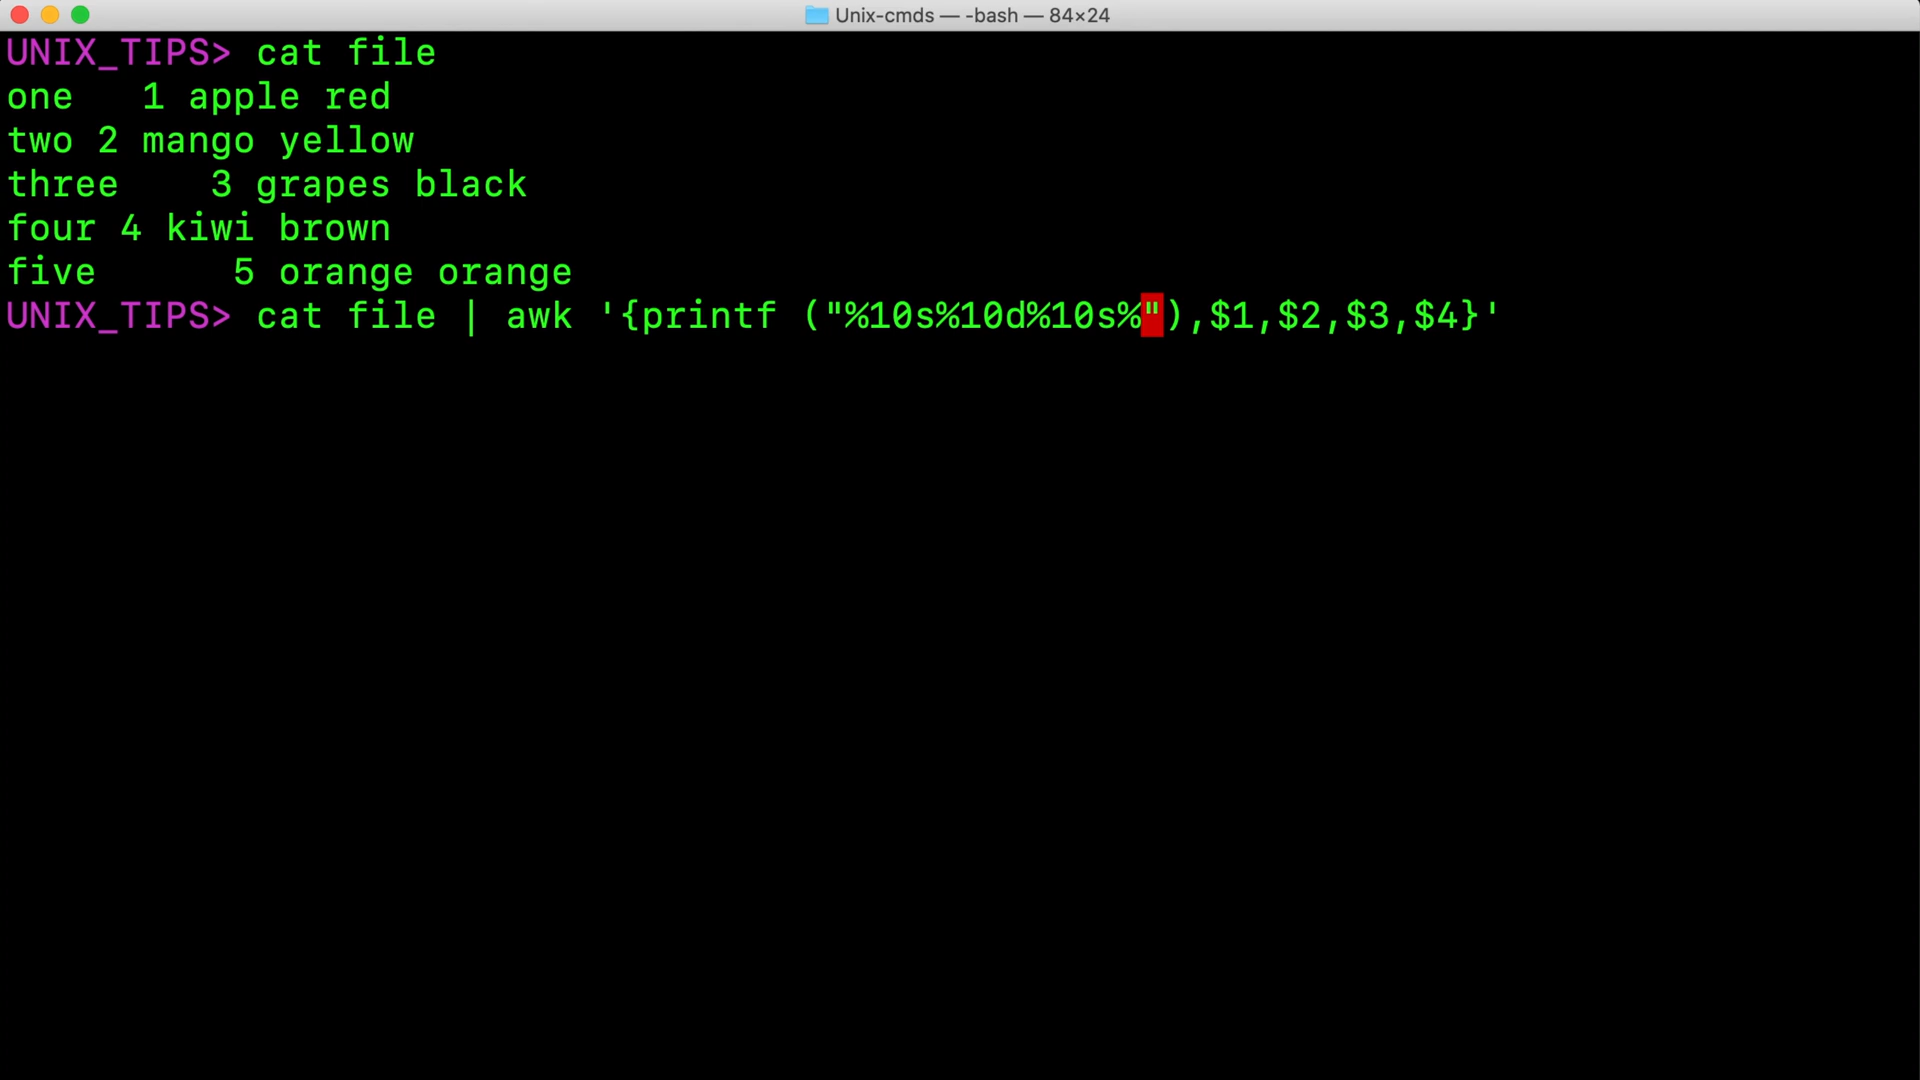 Unix-cmds — -bash — 84×24
UNIX_TIPS> cat file
one   1 apple red
two 2 mango yellow
three    3 grapes black
four 4 kiwi brown
five      5 orange orange
UNIX_TIPS> cat file | awk '{printf ("%10s%10d%10s%"),$1,$2,$3,$4}'